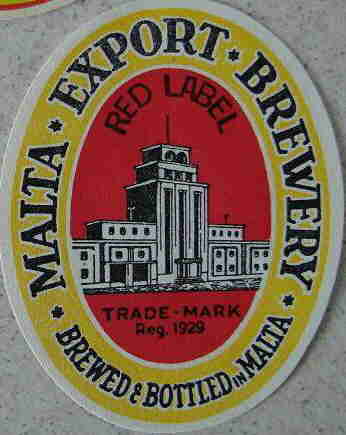 MALTA · EXPORT · BREWERY
RED LABEL
TRADE-MARK
Reg. 1929
BREWED & BOTTLED IN MALTA